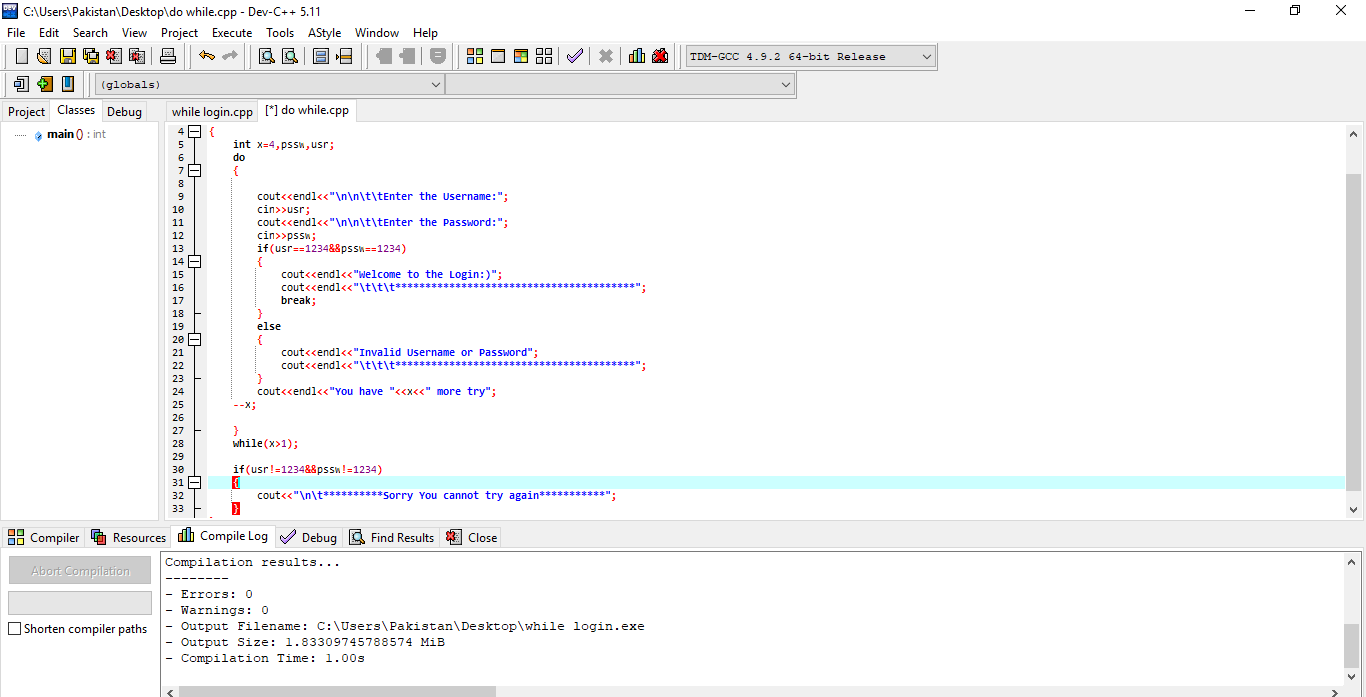 C:\Users\Pakistan\Desktop\do while.cpp - Dev-C++ 5.11
File Edit Search View Project Execute Tools AStyle Window Help
TDM-GCC 4.9.2 64-bit Release
(globals)
Project Classes Debug while login.cpp [*] do while.cpp
main () : int
4 {
5 int x=4,pssw,usr;
6 do
7 {
8
9 cout<<endl<<"\n\n\t\tEnter the Username:";
10 cin>>usr;
11 cout<<endl<<"\n\n\t\tEnter the Password:";
12 cin>>pssw;
13 if(usr==1234&&pssw==1234)
14 {
15 cout<<endl<<"Welcome to the Login:)";
16 cout<<endl<<"\t\t\t****************************************";
17 break;
18 }
19 else
20 {
21 cout<<endl<<"Invalid Username or Password";
22 cout<<endl<<"\t\t\t****************************************";
23 }
24 cout<<endl<<"You have "<<x<<" more try";
25 --x;
26
27 }
28 while(x>1);
29
30 if(usr!=1234&&pssw!=1234)
31 {
32 cout<<"\n\t**********Sorry You cannot try again***********";
33 }
Compiler Resources Compile Log Debug Find Results Close
Abort Compilation
Shorten compiler paths
Compilation results...
--------
- Errors: 0
- Warnings: 0
- Output Filename: C:\Users\Pakistan\Desktop\while login.exe
- Output Size: 1.83309745788574 MiB
- Compilation Time: 1.00s